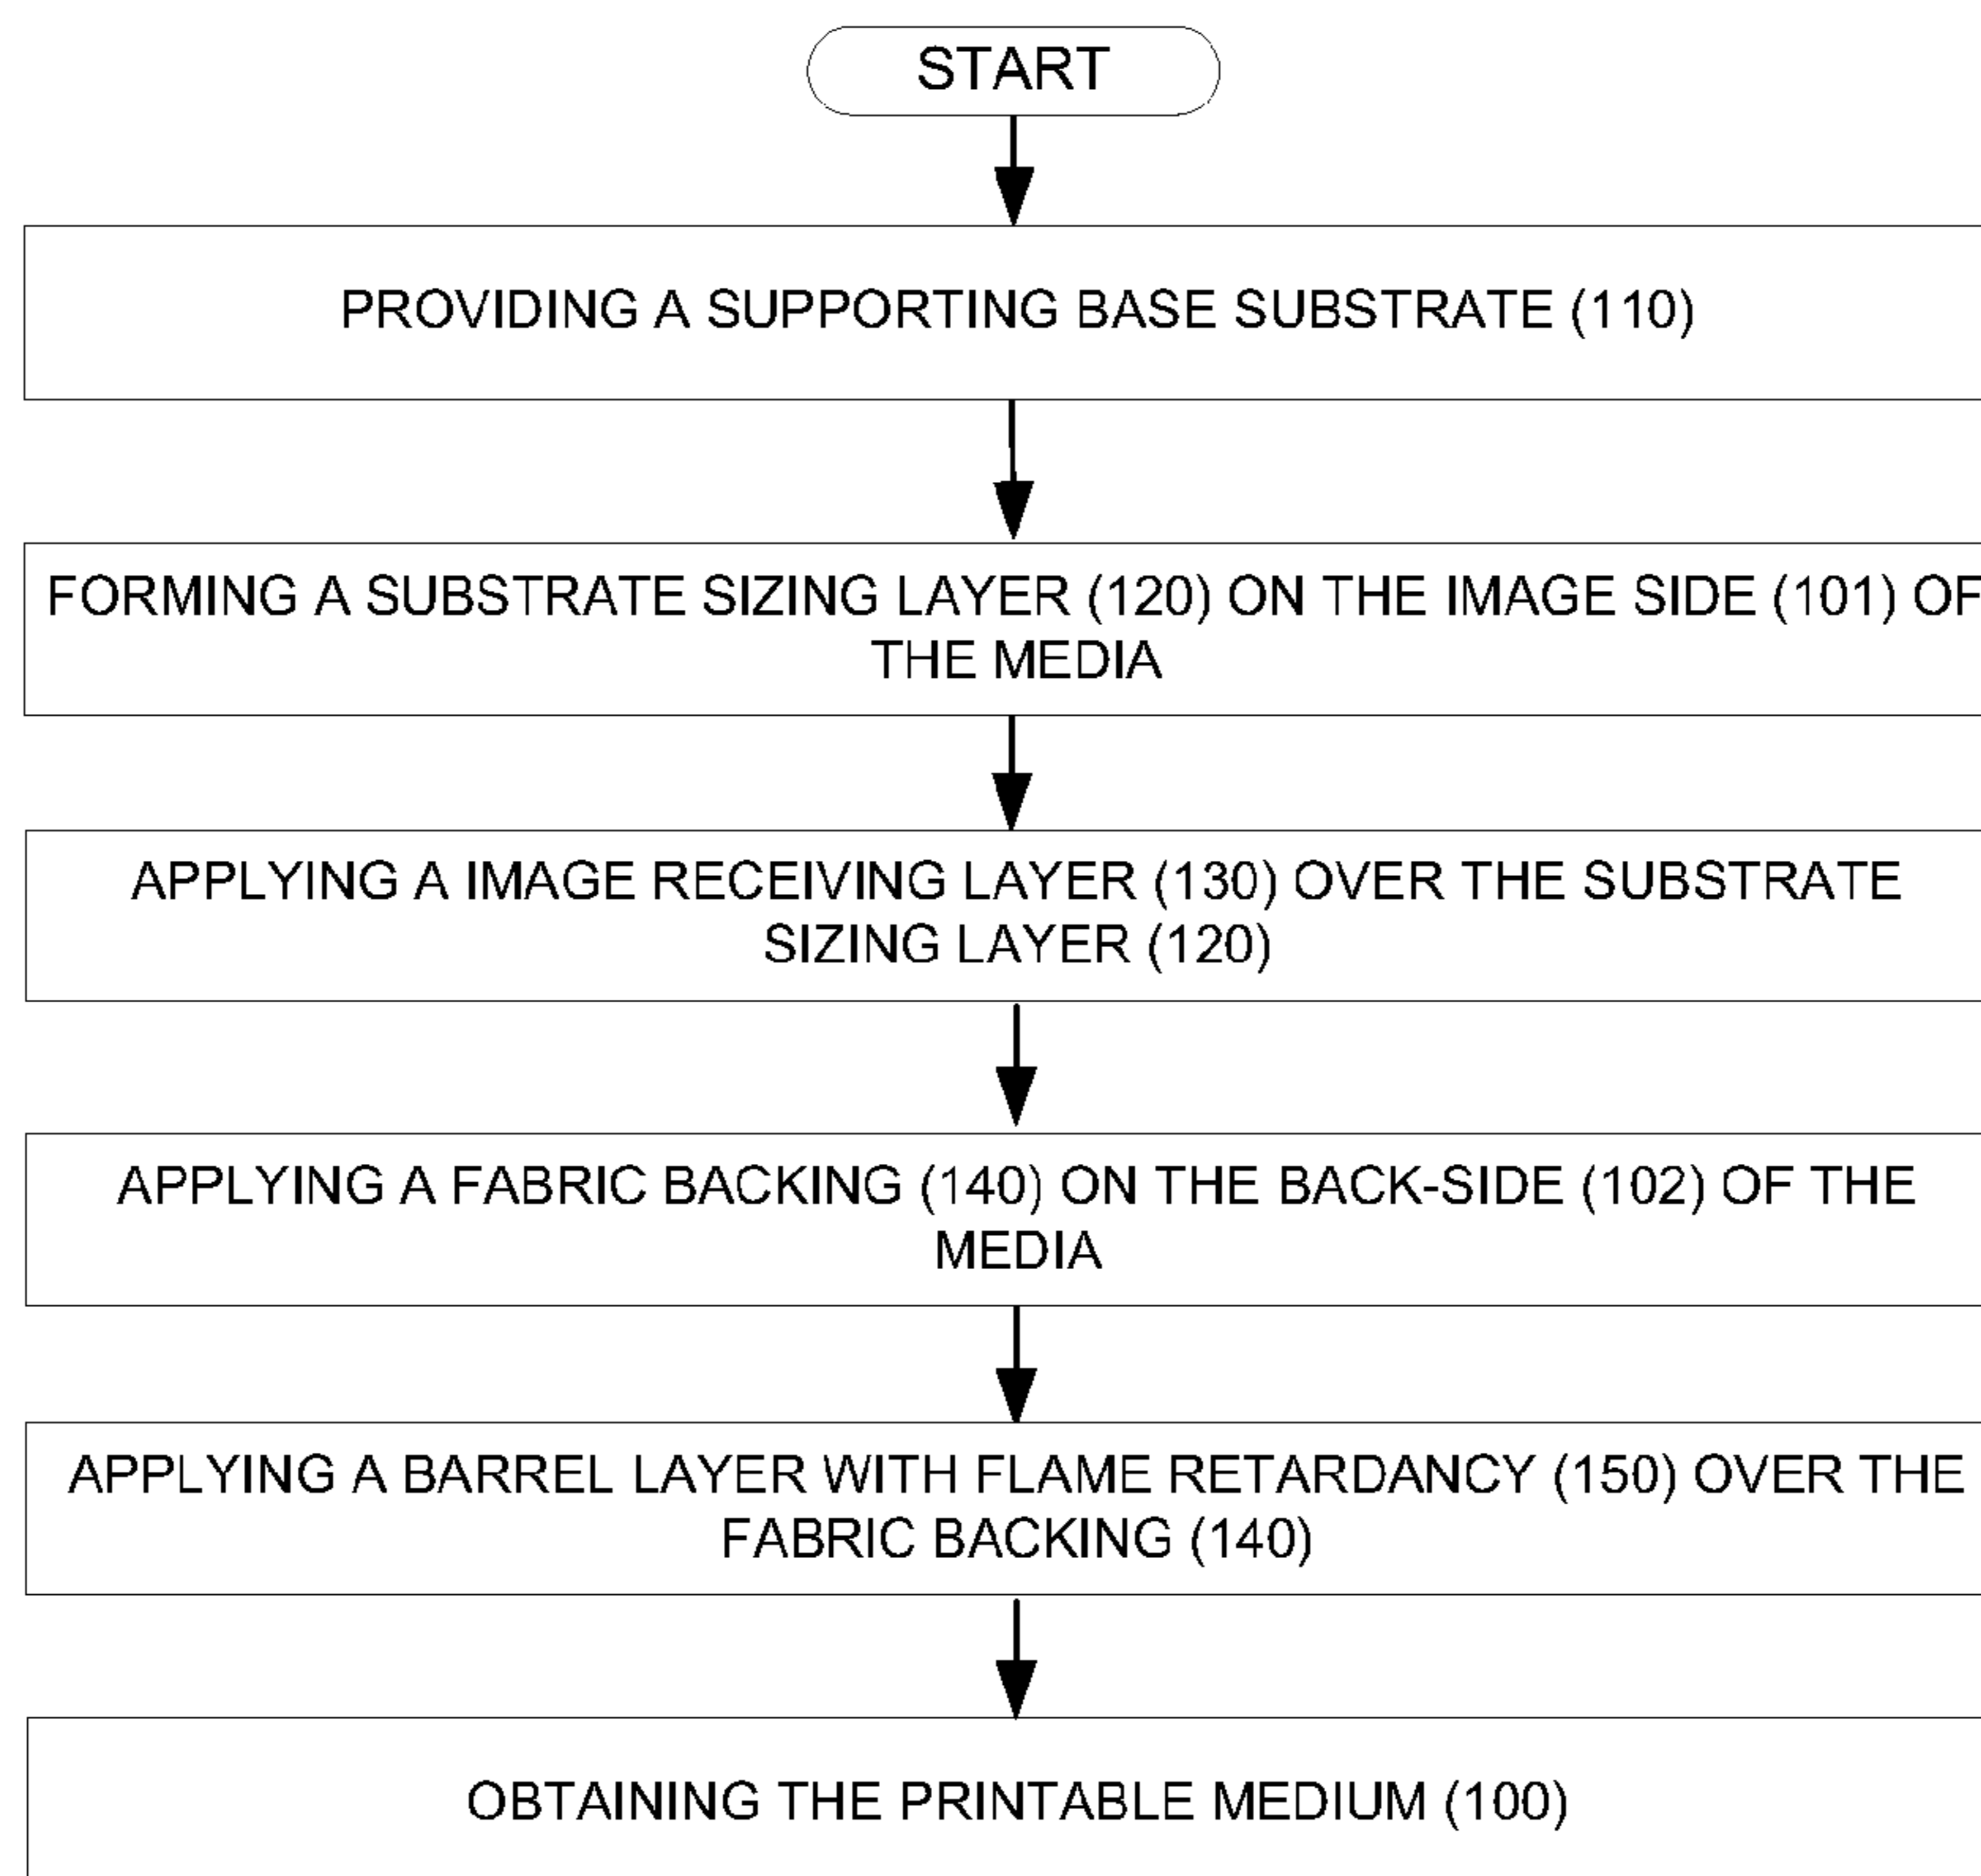 START
PROVIDING A SUPPORTING BASE SUBSTRATE (110)
FORMING A SUBSTRATE SIZING LAYER (120) ON THE IMAGE SIDE (101) OF
THE MEDIA
APPLYING A IMAGE RECEIVING LAYER (130) OVER THE SUBSTRATE
SIZING LAYER (120)
APPLYING A FABRIC BACKING (140) ON THE BACK-SIDE (102) OF THE
MEDIA
APPLYING A BARREL LAYER WITH FLAME RETARDANCY (150) OVER THE
FABRIC BACKING (140)
OBTAINING THE PRINTABLE MEDIUM (100)